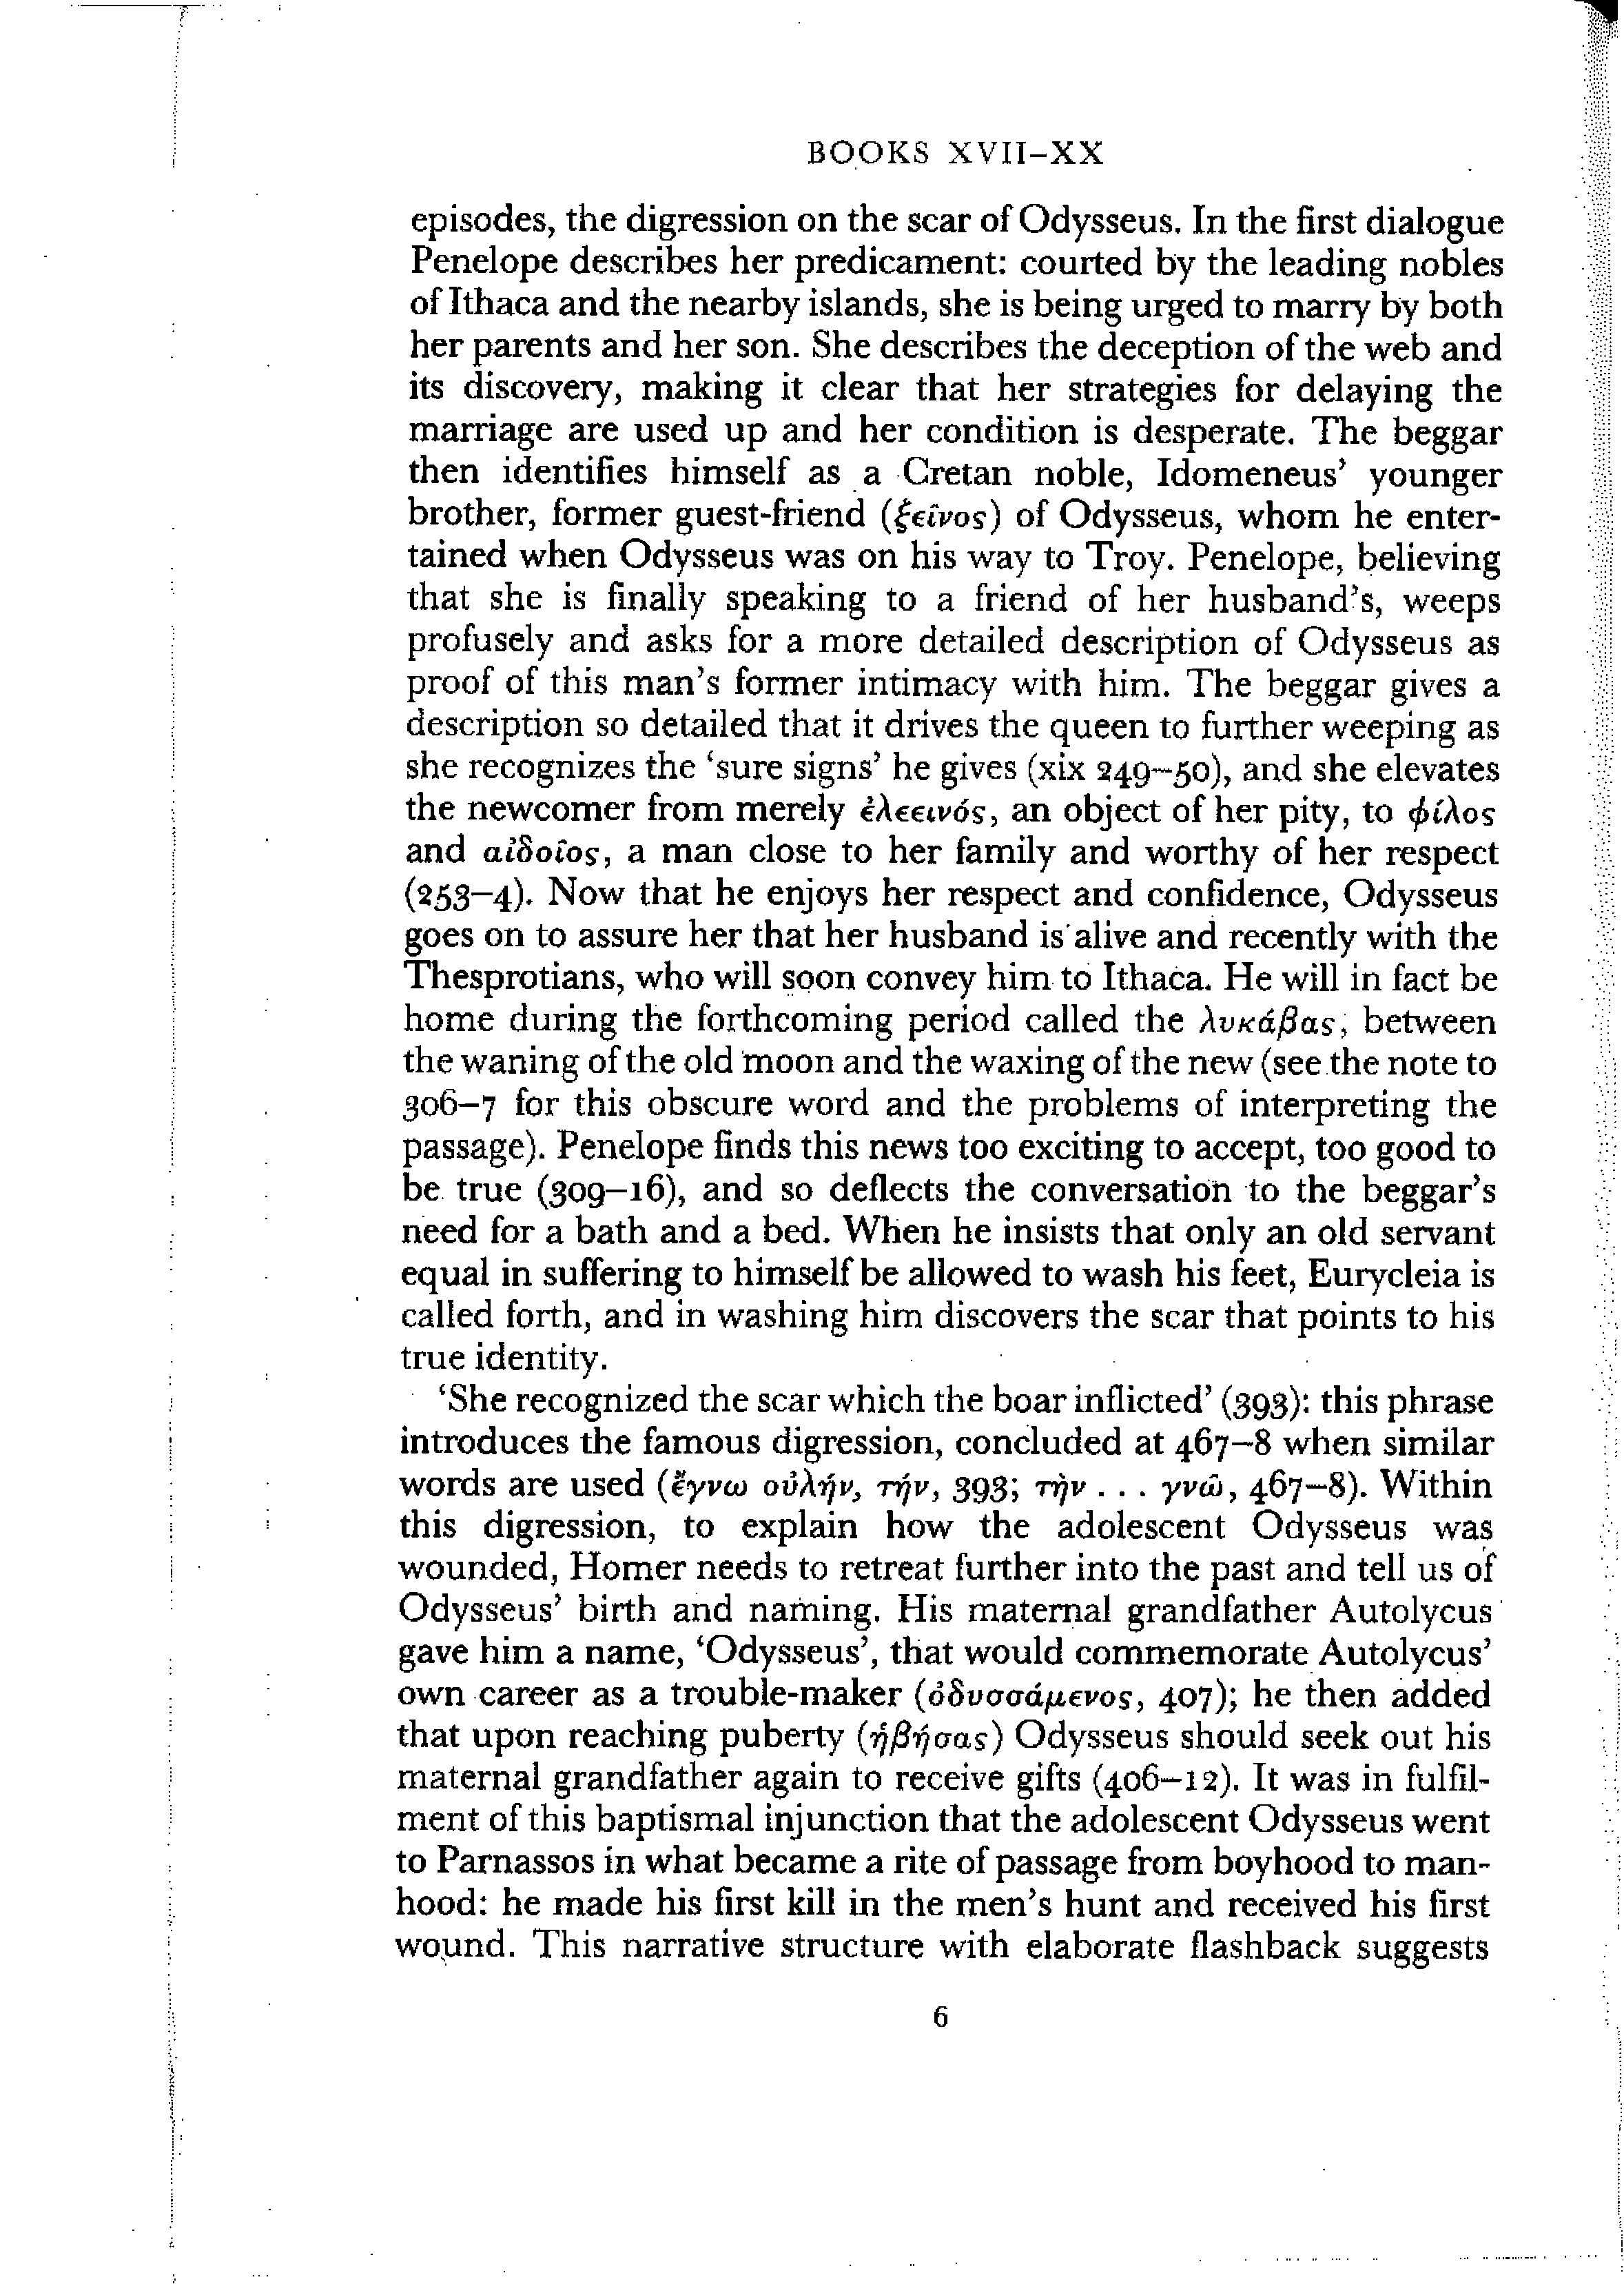 BOOKS XVII–XX
episodes, the digression on the scar of Odysseus. In the first dialogue
Penelope describes her predicament: courted by the leading nobles
of Ithaca and the nearby islands, she is being urged to marry by both
her parents and her son. She describes the deception of the web and
its discovery, making it clear that her strategies for delaying the
marriage are used up and her condition is desperate. The beggar
then identifies himself as a Cretan noble, Idomeneus’ younger
brother, former guest-friend (ξεῖνος) of Odysseus, whom he enter-
tained when Odysseus was on his way to Troy. Penelope, believing
that she is finally speaking to a friend of her husband’s, weeps
profusely and asks for a more detailed description of Odysseus as
proof of this man’s former intimacy with him. The beggar gives a
description so detailed that it drives the queen to further weeping as
she recognizes the ‘sure signs’ he gives (xix 249–50), and she elevates
the newcomer from merely ἐλεεινός, an object of her pity, to φίλος
and αἰδοῖος, a man close to her family and worthy of her respect
(253–4). Now that he enjoys her respect and confidence, Odysseus
goes on to assure her that her husband is alive and recently with the
Thesprotians, who will soon convey him to Ithaca. He will in fact be
home during the forthcoming period called the λυκάβας, between
the waning of the old moon and the waxing of the new (see the note to
306–7 for this obscure word and the problems of interpreting the
passage). Penelope finds this news too exciting to accept, too good to
be true (309–16), and so deflects the conversation to the beggar’s
need for a bath and a bed. When he insists that only an old servant
equal in suffering to himself be allowed to wash his feet, Eurycleia is
called forth, and in washing him discovers the scar that points to his
true identity.
‘She recognized the scar which the boar inflicted’ (393): this phrase
introduces the famous digression, concluded at 467–8 when similar
words are used (ἔγνω οὐλήν, τήν, 393; τὴν . . . γνῶ, 467–8). Within
this digression, to explain how the adolescent Odysseus was
wounded, Homer needs to retreat further into the past and tell us of
Odysseus’ birth and naming. His maternal grandfather Autolycus
gave him a name, ‘Odysseus’, that would commemorate Autolycus’
own career as a trouble-maker (ὀδυσσάμενος, 407); he then added
that upon reaching puberty (ἡβήσας) Odysseus should seek out his
maternal grandfather again to receive gifts (406–12). It was in fulfil-
ment of this baptismal injunction that the adolescent Odysseus went
to Parnassos in what became a rite of passage from boyhood to man-
hood: he made his first kill in the men’s hunt and received his first
wound. This narrative structure with elaborate flashback suggests
6